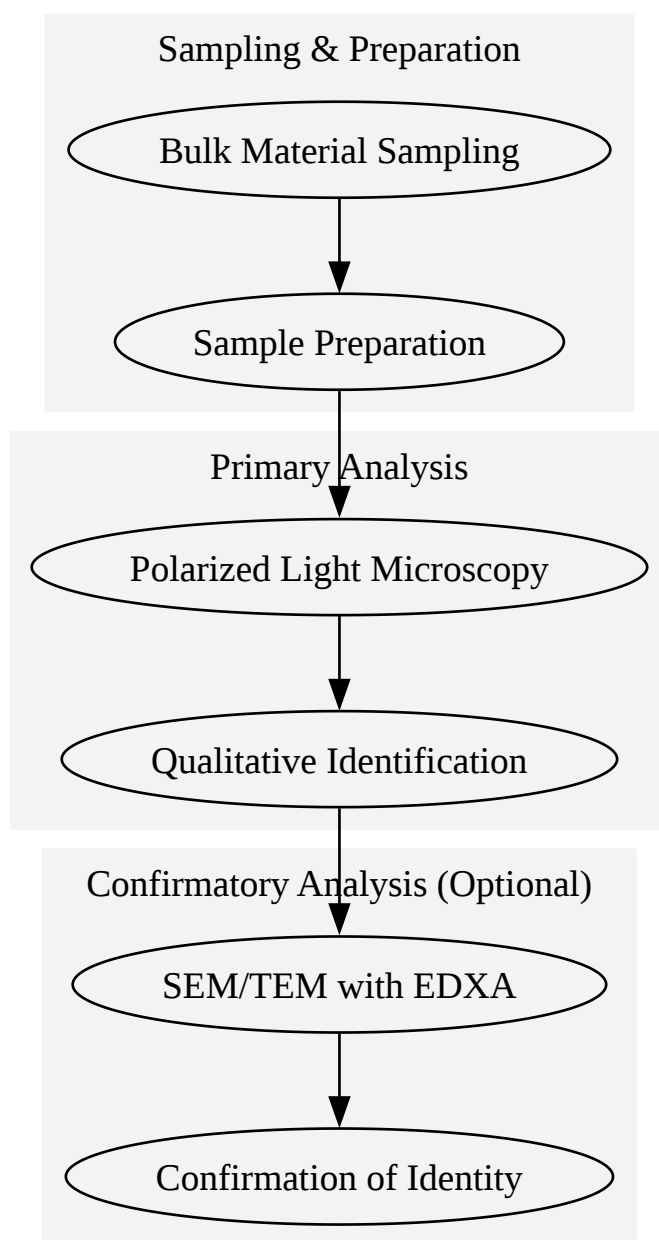 Sampling & Preparation
Bulk Material Sampling
Sample Preparation
Primary Analysis
Polarized Light Microscopy
Qualitative Identification
Confirmatory Analysis (Optional)
SEM/TEM with EDXA
Confirmation of Identity